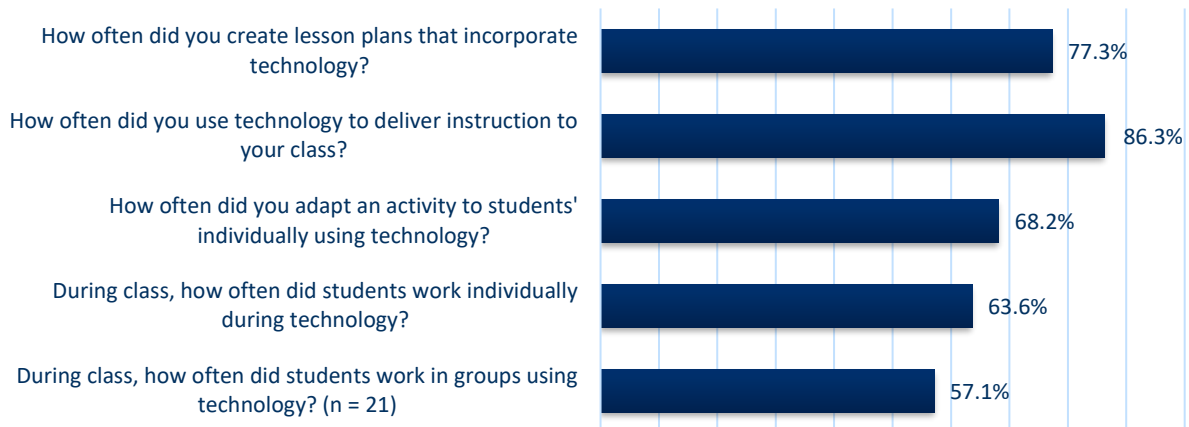 How often did you create lesson plans that incorporate
technology?
77.3%
How often did you use technology to deliver instruction to
your class?
86.3%
How often did you adapt an activity to students'
individually using technology?
68.2%
During class, how often did students work individually
during technology?
63.6%
During class, how often did students work in groups using
technology? (n = 21)
57.1%